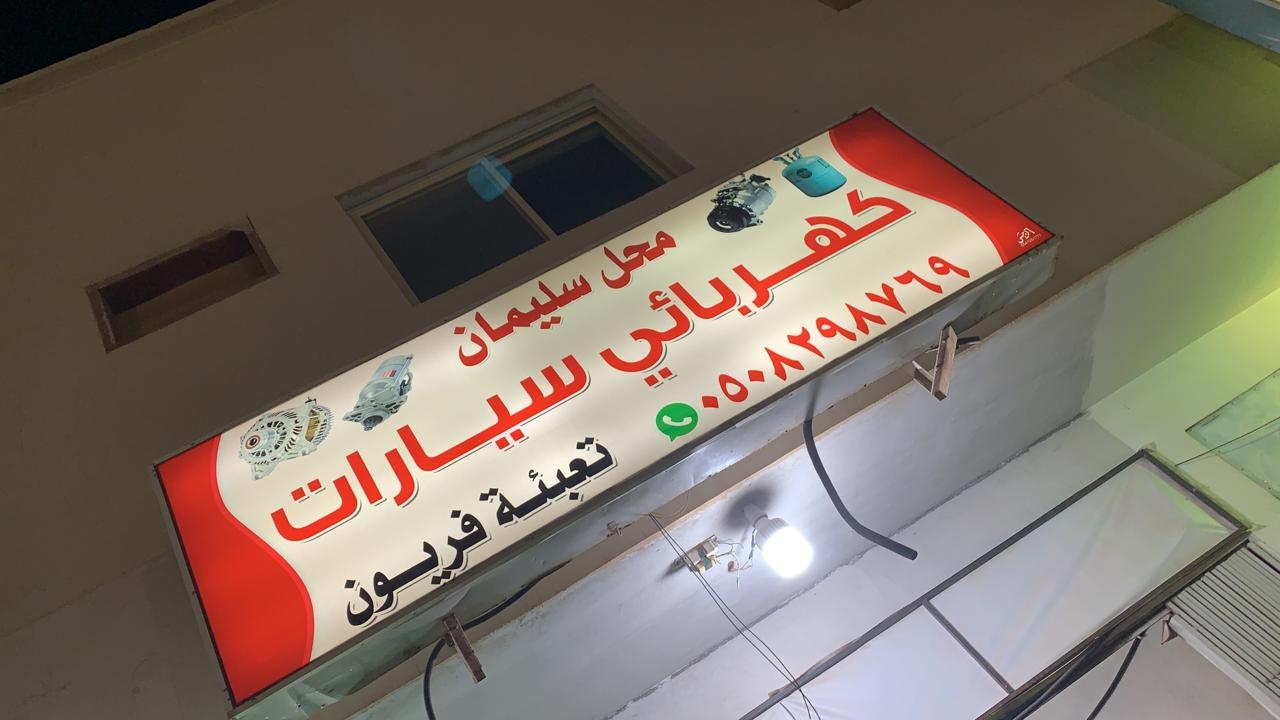 محل سليمان
كهربائي سيارات
تعبئة فريون
٠٥٠٨٢٩٨٧٦٩